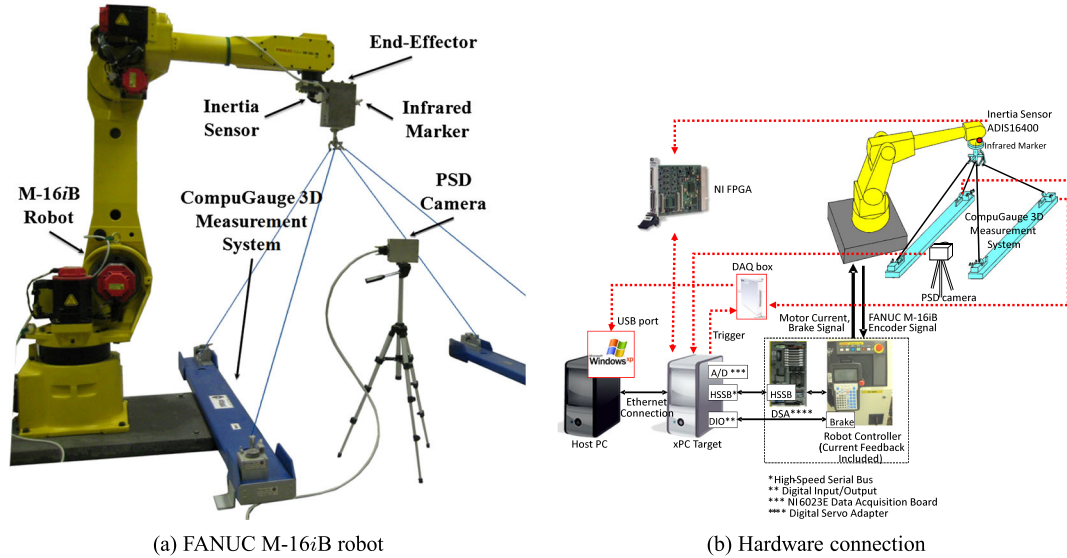 End-Effector
Inertia
Sensor
Infrared
Marker
M-16iB
Robot
CompuGauge 3D
Measurement
System
PSD
Camera
(a) FANUC M-16iB robot
Inertia Sensor
ADIS16400
Infrared Marker
NI FPGA
CompuGauge 3D
Measurement
System
PSD camera
DAQ box
USB port
Trigger
Motor Current,
Brake Signal
FANUC M-16iB
Encoder Signal
Windows xp
A/D ***
HSSB*
DIO**
HSSB
DSA****
Brake
Ethernet
Connection
Host PC
xPC Target
Robot Controller
(Current Feedback
Included)
*High-Speed Serial Bus
** Digital Input/Output
*** NI 6023E Data Acquisition Board
**** Digital Servo Adapter
(b) Hardware connection